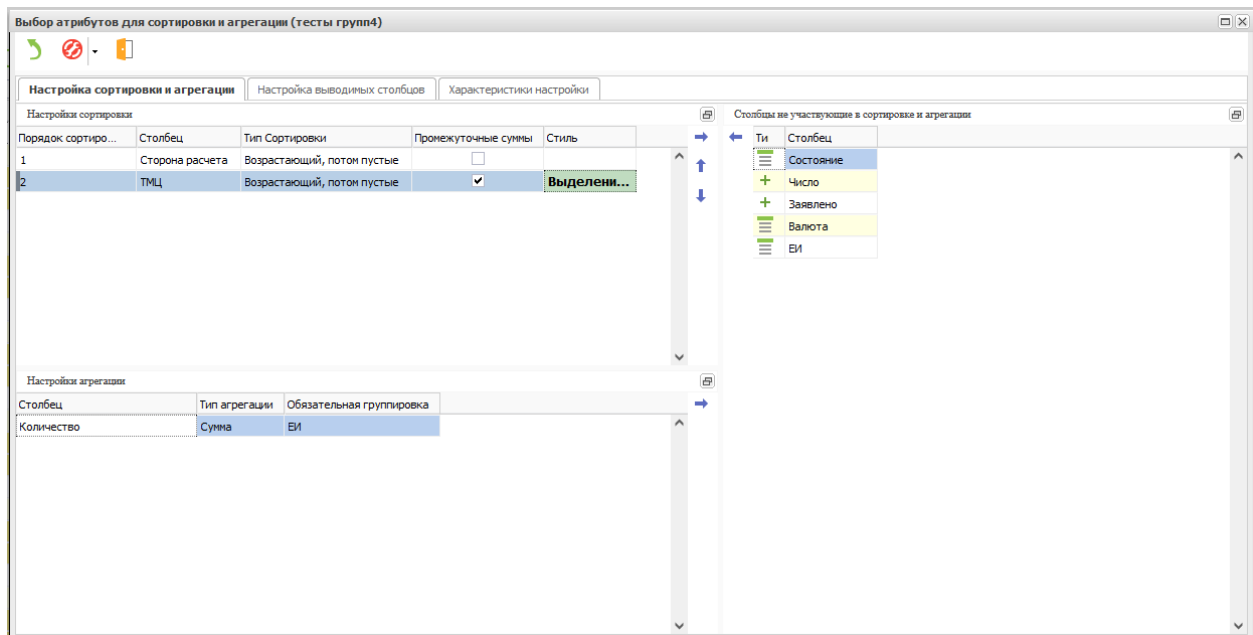 Выбор атрибутов для сортировки и агрегации (тесты групп4)
Настройка сортировки и агрегации Настройка выводимых столбцов Характеристики настройки
Настройки сортировки
Порядок сортиро... Столбец Тип Сортировки Промежуточные суммы Стиль
1 Сторона расчета Возрастающий, потом пустые
2 ТМЦ Возрастающий, потом пустые Выделени...
Столбцы не участвующие в сортировке и агрегации
Ти Столбец
Состояние
Число
Заявлено
Валюта
ЕИ
Настройки агрегации
Столбец Тип агрегации Обязательная группировка
Количество Сумма ЕИ